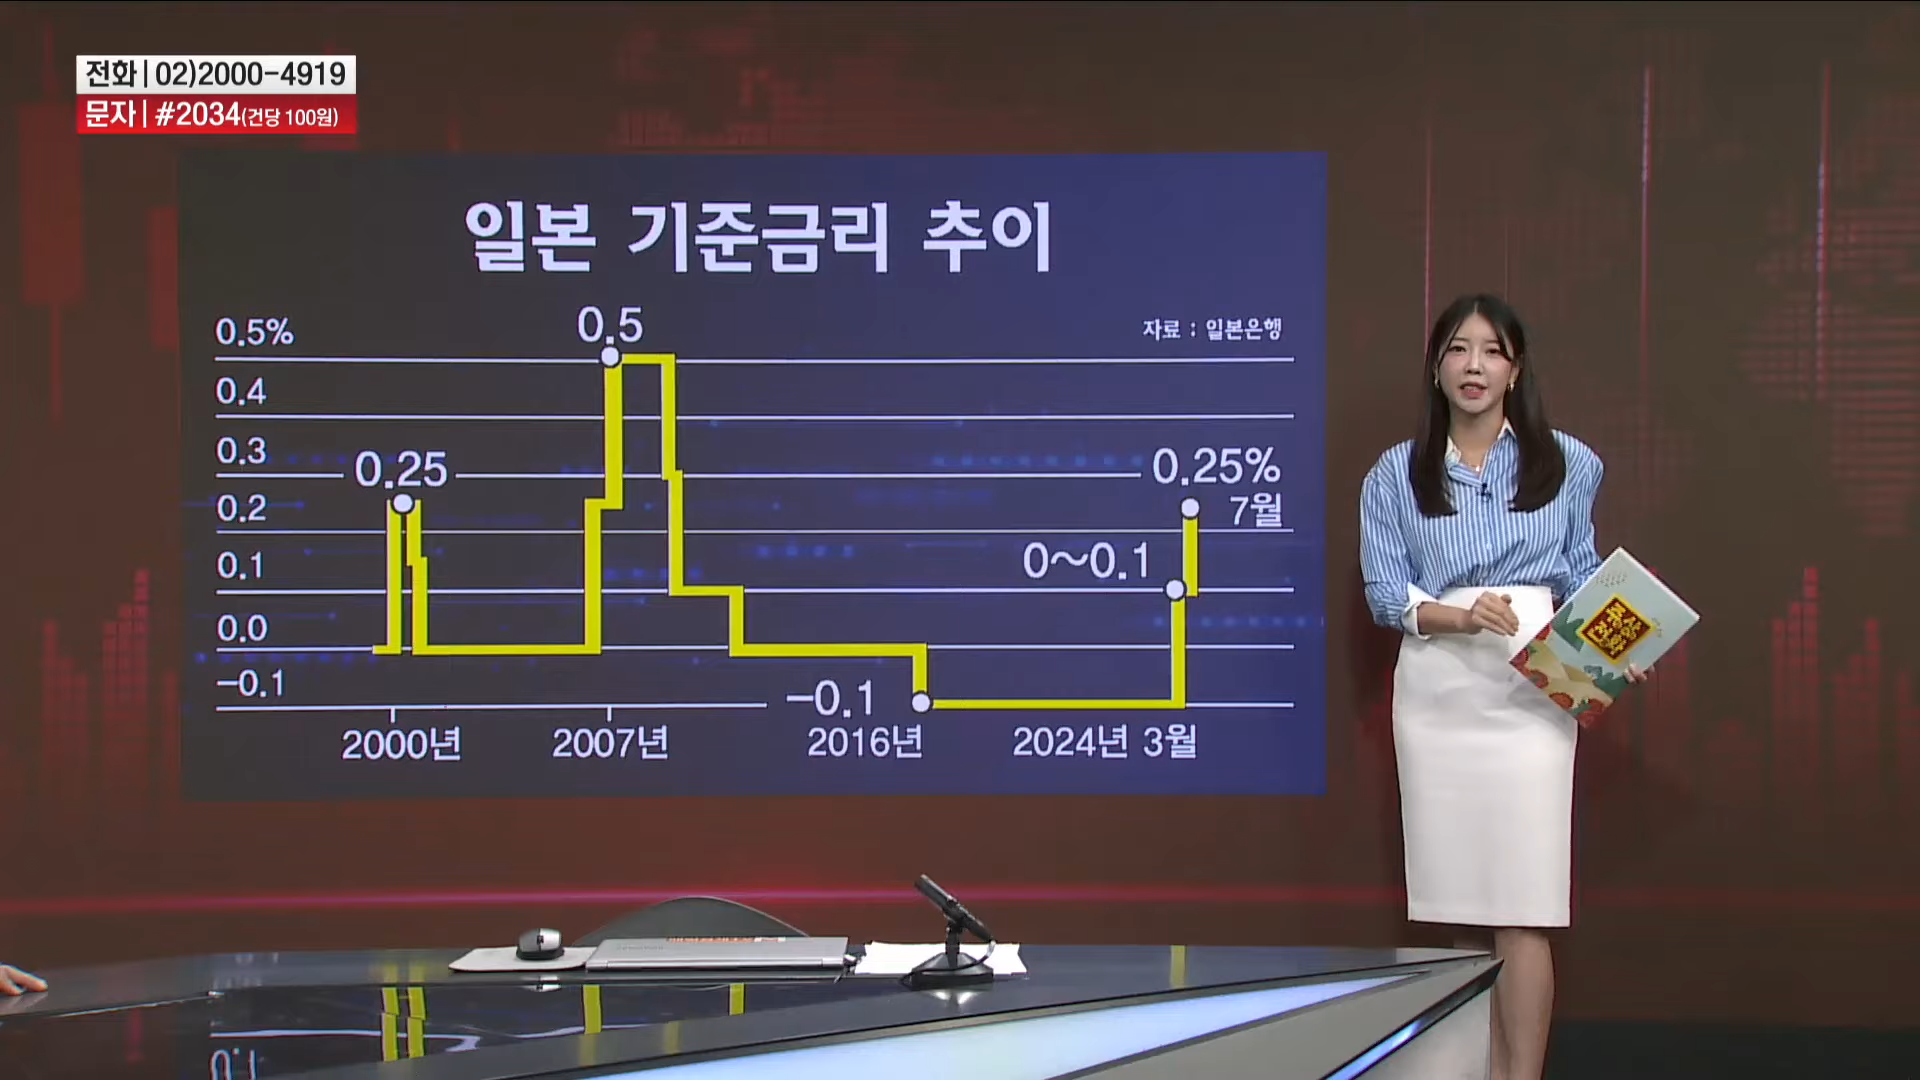 전화 | 02)2000-4919
문자 | #2034(건당 100원)
일본 기준금리 추이
자료 : 일본은행
0.5%
0.5
0.4
0.3
0.25
0.25%
7월
0.2
0.1
0~0.1
0.0
-0.1
-0.1
2000년
2007년
2016년
2024년 3월